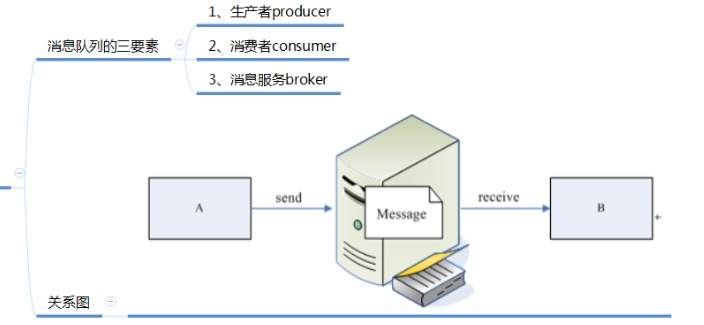 1、生产者producer
消息队列的三要素
2、消费者consumer
3、消息服务broker
send
receive
A
Message
B
关系图